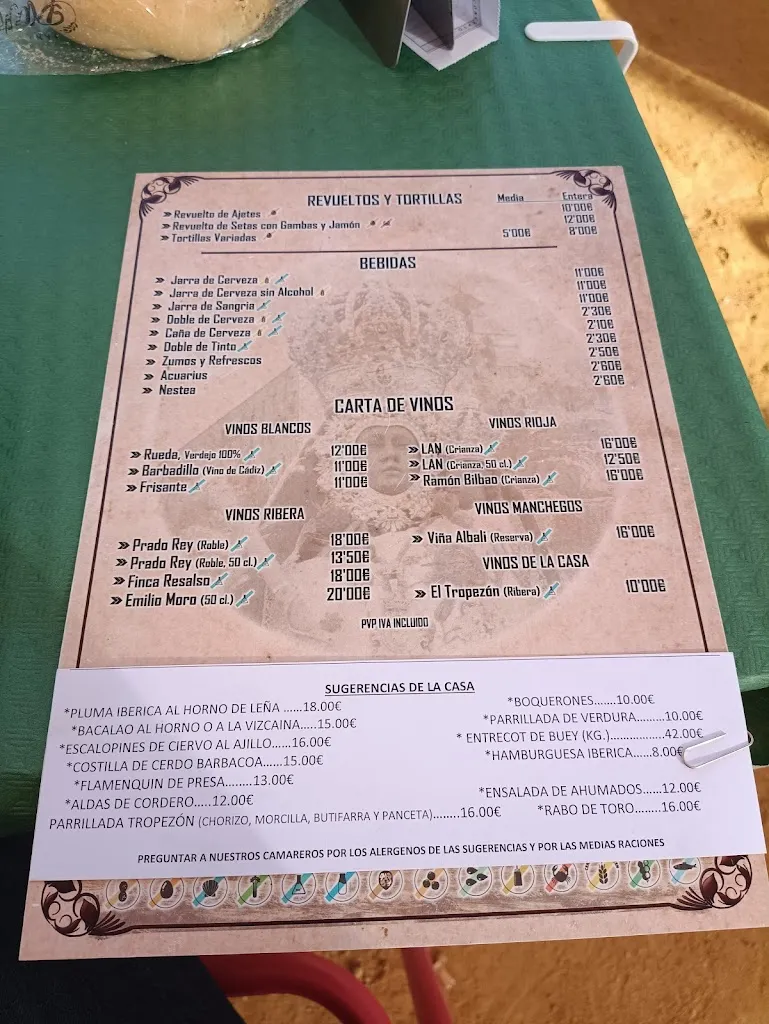 REVUELTOS Y TORTILLAS Media Entera
» Revuelto de Ajetes 10'00€
» Revuelto de Setas con Gambas y Jamón 12'00€
» Tortillas Variadas 5'00€ 8'00€
BEBIDAS
» Jarra de Cerveza 11'00€
» Jarra de Cerveza sin Alcohol 11'00€
» Jarra de Sangria 11'00€
» Doble de Cerveza 2'30€
» Caña de Cerveza 2'10€
» Doble de Tinto 2'30€
» Zumos y Refrescos 2'50€
» Acuarius 2'60€
» Nestea 2'60€
CARTA DE VINOS
VINOS BLANCOS
» Rueda, Verdejo 100% 12'00€
» Barbadillo (Vino de Cádiz) 11'00€
» Frisante 11'00€
VINOS RIOJA
» LAN (Crianza) 16'00€
» LAN (Crianza, 50 cl.) 12'50€
» Ramón Bilbao (Crianza) 16'00€
VINOS RIBERA
» Prado Rey (Roble) 18'00€
» Prado Rey (Roble, 50 cl.) 13'50€
» Finca Resalso 18'00€
» Emilio Moro (50 cl.) 20'00€
VINOS MANCHEGOS
» Viña Albali (Reserva) 16'00€
VINOS DE LA CASA
» El Tropezón (Ribera) 10'00€
PVP IVA INCLUIDO
SUGERENCIAS DE LA CASA
*PLUMA IBERICA AL HORNO DE LEÑA ......18.00€
*BACALAO AL HORNO O A LA VIZCAINA.....15.00€
*ESCALOPINES DE CIERVO AL AJILLO......16.00€
*COSTILLA DE CERDO BARBACOA......15.00€
*FLAMENQUIN DE PRESA........13.00€
*ALDAS DE CORDERO.....12.00€
PARRILLADA TROPEZÓN (CHORIZO, MORCILLA, BUTIFARRA Y PANCETA)........16.00€
*BOQUERONES.......10.00€
*PARRILLADA DE VERDURA.........10.00€
* ENTRECOT DE BUEY (KG.).................42.00€
*HAMBURGUESA IBERICA......8.00€
*ENSALADA DE AHUMADOS......12.00€
*RABO DE TORO........16.00€
PREGUNTAR A NUESTROS CAMAREROS POR LOS ALERGENOS DE LAS SUGERENCIAS Y POR LAS MEDIAS RACIONES